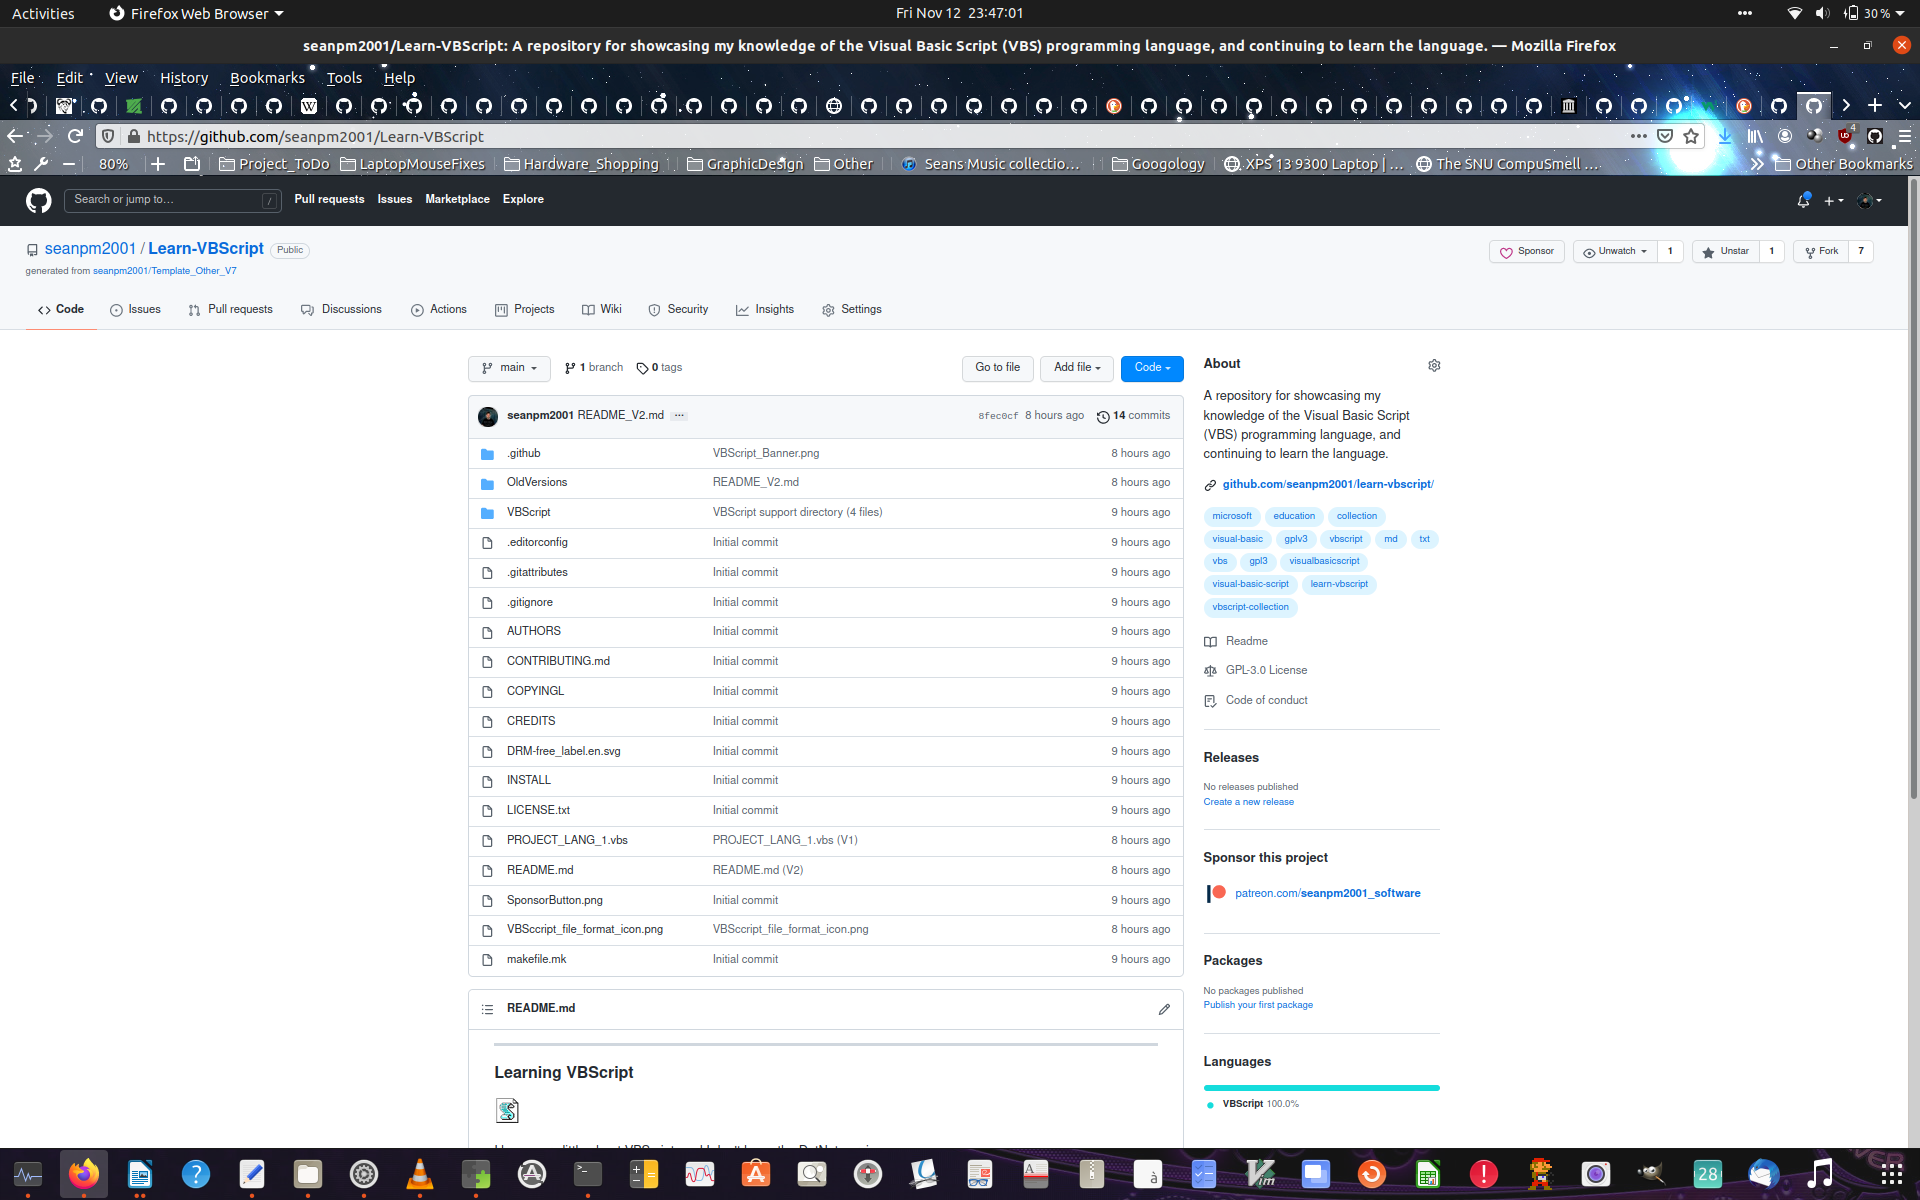 Activities Firefox Web Browser Fri Nov 12 23:47:01 30 %
seanpm2001/Learn-VBScript: A repository for showcasing my knowledge of the Visual Basic Script (VBS) programming language, and continuing to learn the language. — Mozilla Firefox
File Edit View History Bookmarks Tools Help
https://github.com/seanpm2001/Learn-VBScript
80% Project_ToDo LaptopMouseFixes Hardware_Shopping GraphicDesign Other Seans Music collectio… Googology XPS 13 9300 Laptop | … The SNU CompuSmell … Other Bookmarks
Search or jump to… / Pull requests Issues Marketplace Explore
seanpm2001 / Learn-VBScript Public Sponsor Unwatch 1 Unstar 1 Fork 7
generated from seanpm2001/Template_Other_V7
Code Issues Pull requests Discussions Actions Projects Wiki Security Insights Settings
main 1 branch 0 tags Go to file Add file Code
seanpm2001 README_V2.md ··· 8fec0cf 8 hours ago 14 commits
.github VBScript_Banner.png 8 hours ago
OldVersions README_V2.md 8 hours ago
VBScript VBScript support directory (4 files) 9 hours ago
.editorconfig Initial commit 9 hours ago
.gitattributes Initial commit 9 hours ago
.gitignore Initial commit 9 hours ago
AUTHORS Initial commit 9 hours ago
CONTRIBUTING.md Initial commit 9 hours ago
COPYINGL Initial commit 9 hours ago
CREDITS Initial commit 9 hours ago
DRM-free_label.en.svg Initial commit 9 hours ago
INSTALL Initial commit 9 hours ago
LICENSE.txt Initial commit 9 hours ago
PROJECT_LANG_1.vbs PROJECT_LANG_1.vbs (V1) 8 hours ago
README.md README.md (V2) 8 hours ago
SponsorButton.png Initial commit 9 hours ago
VBSccript_file_format_icon.png VBSccript_file_format_icon.png 8 hours ago
makefile.mk Initial commit 9 hours ago
README.md
Learning VBScript
About
A repository for showcasing my
knowledge of the Visual Basic Script
(VBS) programming language, and
continuing to learn the language.
github.com/seanpm2001/learn-vbscript/
microsoft education collection
visual-basic gplv3 vbscript md txt
vbs gpl3 visualbasicscript
visual-basic-script learn-vbscript
vbscript-collection
Readme
GPL-3.0 License
Code of conduct
Releases
No releases published
Create a new release
Sponsor this project
patreon.com/seanpm2001_software
Packages
No packages published
Publish your first package
Languages
VBScript 100.0%
28